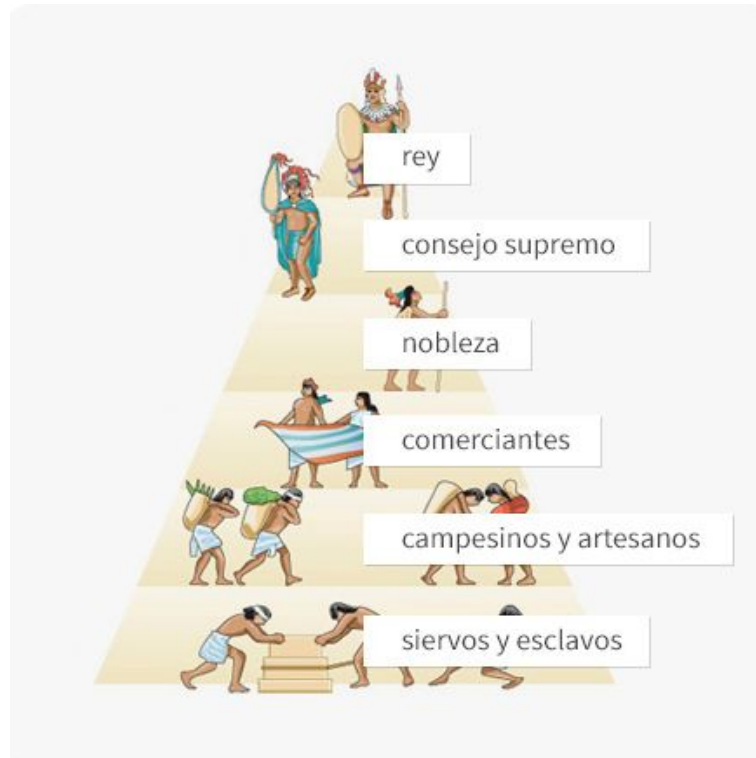 rey
consejo supremo
nobleza
comerciantes
campesinos y artesanos
siervos y esclavos